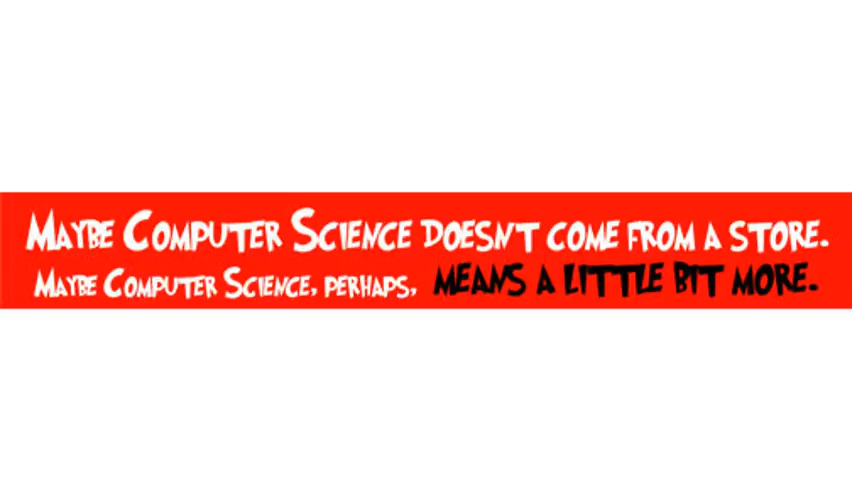 Maybe Computer Science doesn't come from a store.
Maybe Computer Science, perhaps, means a little bit more.